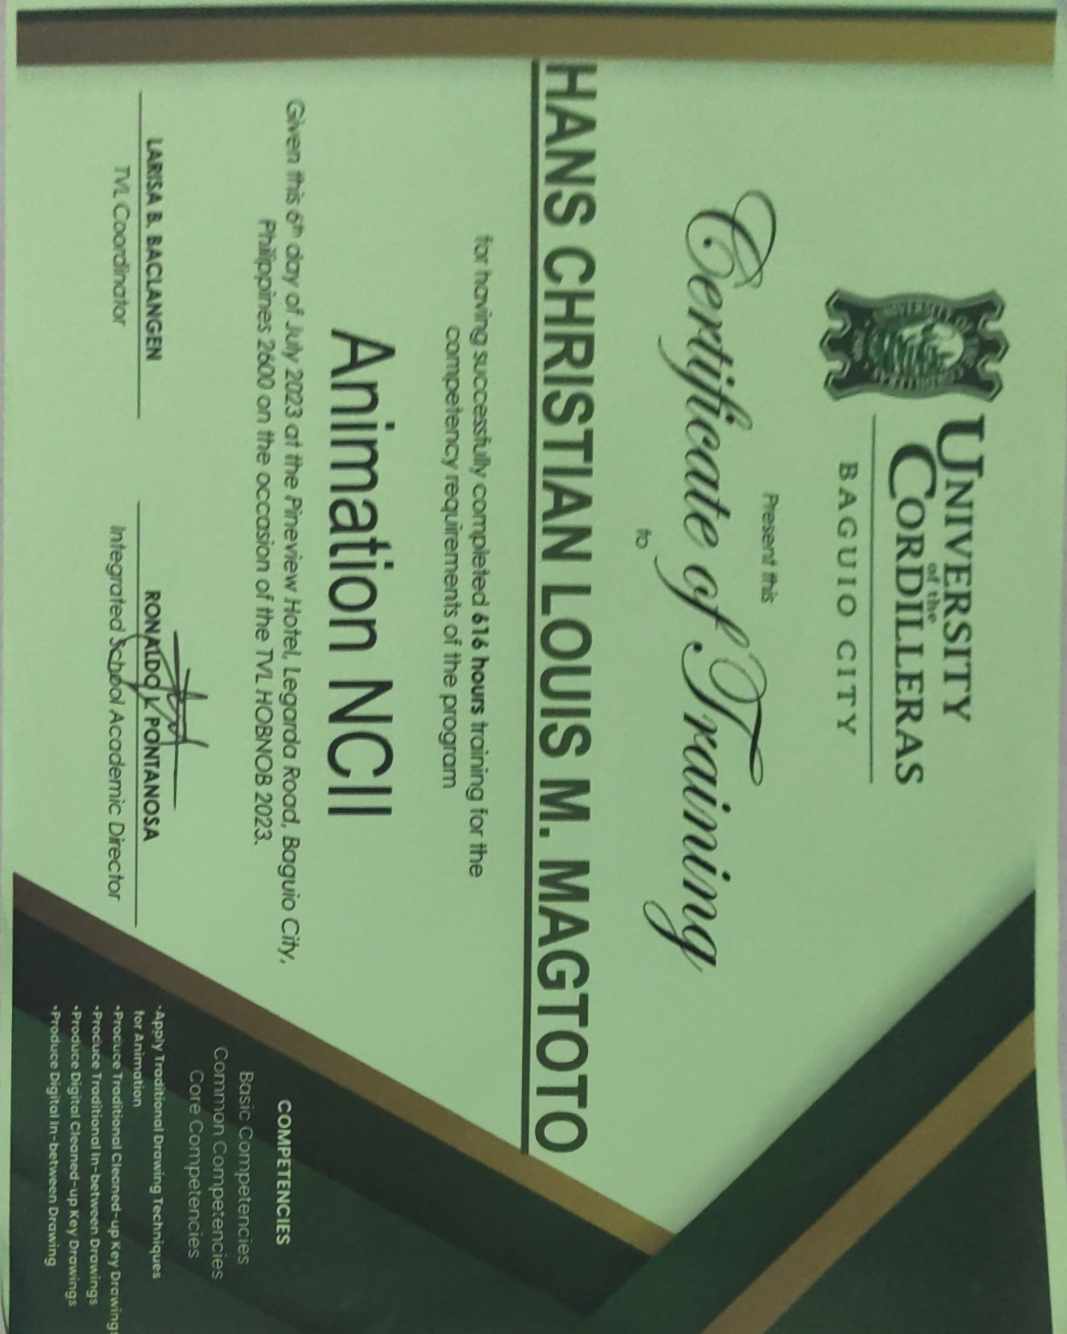 UNIVERSITY
of the
CORDILLERAS
BAGUIO CITY
Present this
Certificate of Training
to
HANS CHRISTIAN LOUIS M. MAGTOTO
for having successfully completed 616 hours training for the
competency requirements of the program
Animation NCII
Given this 6th day of July 2023 at the Pineview Hotel, Legarda Road, Baguio City,
Philippines 2600 on the occasion of the TVL HOBNOB 2023.
LARISA B. BACLANGEN
TVL Coordinator
RONALDO L. PONTANOSA
Integrated School Academic Director
COMPETENCIES
Basic Competencies
Common Competencies
Core Competencies
•Apply Traditional Drawing Techniques
for Animation
•Produce Traditional Cleaned-up Key Drawings
•Produce Traditional In-between Drawings
•Produce Digital Cleaned-up Key Drawings
•Produce Digital In-between Drawing